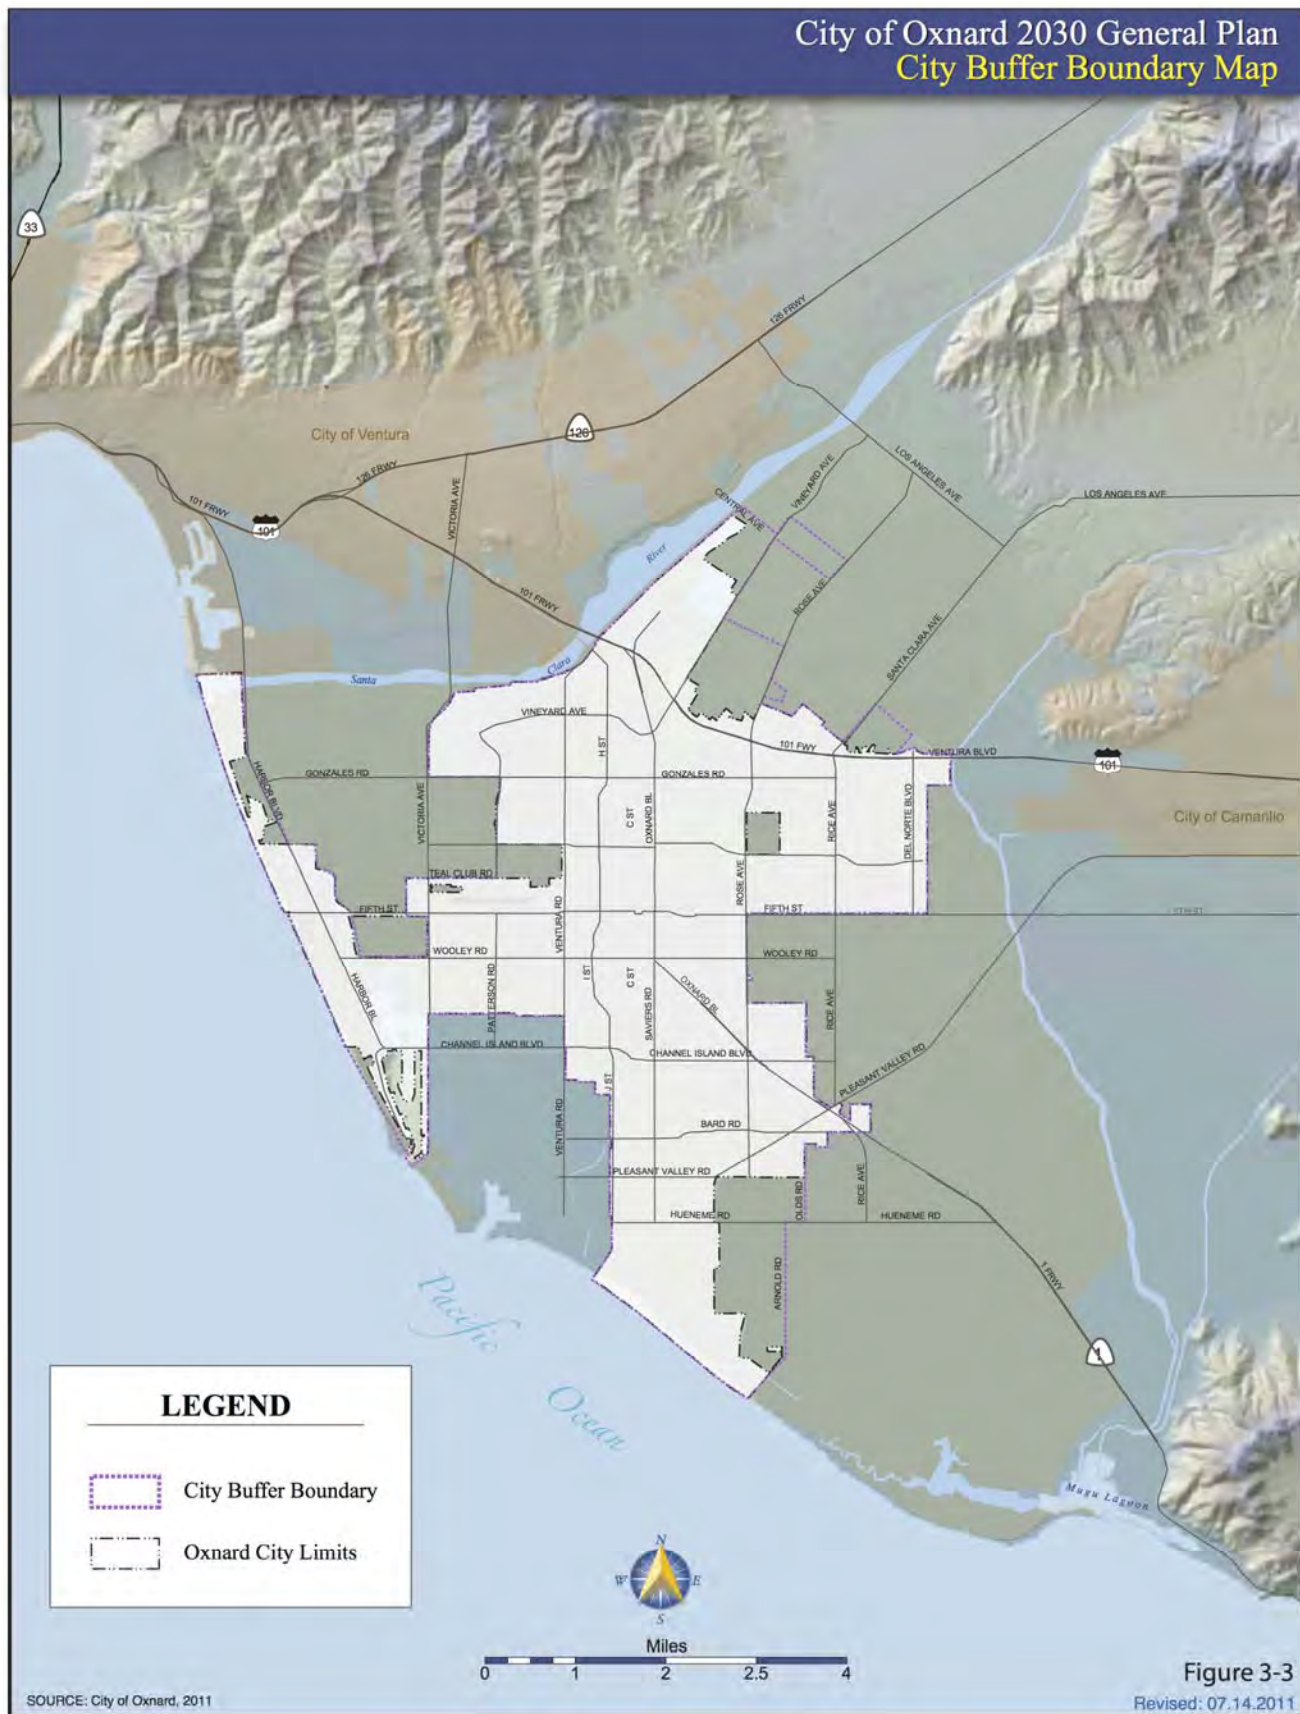 City of Oxnard 2030 General Plan
City Buffer Boundary Map
33
126 FRWY
City of Ventura
126
126 FRWY
101 FRWY
101
VICTORIA AVE
LOS ANGELES AVE
VINEYARD AVE
LOS ANGELES AVE
CENTRAL AVE
River
101 FRWY
ROSE AVE
SANTA CLARA AVE
Santa
Clara
VINEYARD AVE
H ST
101 FWY
VENTURA BLVD
101
GONZALES RD
GONZALES RD
HARBOR BLVD
VICTORIA AVE
C ST
OXNARD BL
RICE AVE
DEL NORTE BLVD
City of Camarillo
TEAL CLUB RD
ROSE AVE
FIFTH ST
VENTURA RD
FIFTH ST
WOOLEY RD
WOOLEY RD
HARBOR BL
PATTERSON RD
I ST
C ST
SAVIERS RD
OXNARD BL
RICE AVE
CHANNEL ISLAND BLVD
CHANNEL ISLAND BLVD
J ST
PLEASANT VALLEY RD
VENTURA RD
BARD RD
PLEASANT VALLEY RD
OLDS RD
RICE AVE
HUENEME RD
HUENEME RD
ARNOLD RD
1 FRWY
Pacific
Ocean
1
Mugu Lagoon
LEGEND
City Buffer Boundary
Oxnard City Limits
N
W E
S
Miles
0 1 2 2.5 4
Figure 3-3
SOURCE: City of Oxnard, 2011
Revised: 07.14.2011